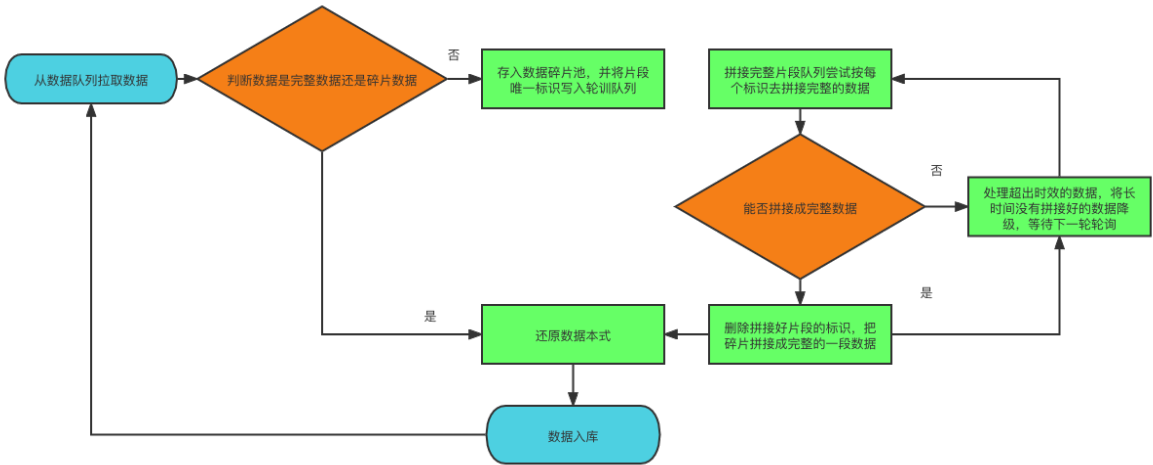 从数据队列拉取数据
判断数据是完整数据还是碎片数据
否
存入数据碎片池，并将片段
唯一标识写入轮训队列
是
拼接完整片段队列尝试按每
个标识去拼接完整的数据
能否拼接成完整数据
否
处理超出时效的数据，将长
时间没有拼接好的数据降
级，等待下一轮轮询
是
删除拼接好片段的标识，把
碎片拼接成完整的一段数据
还原数据本式
数据入库